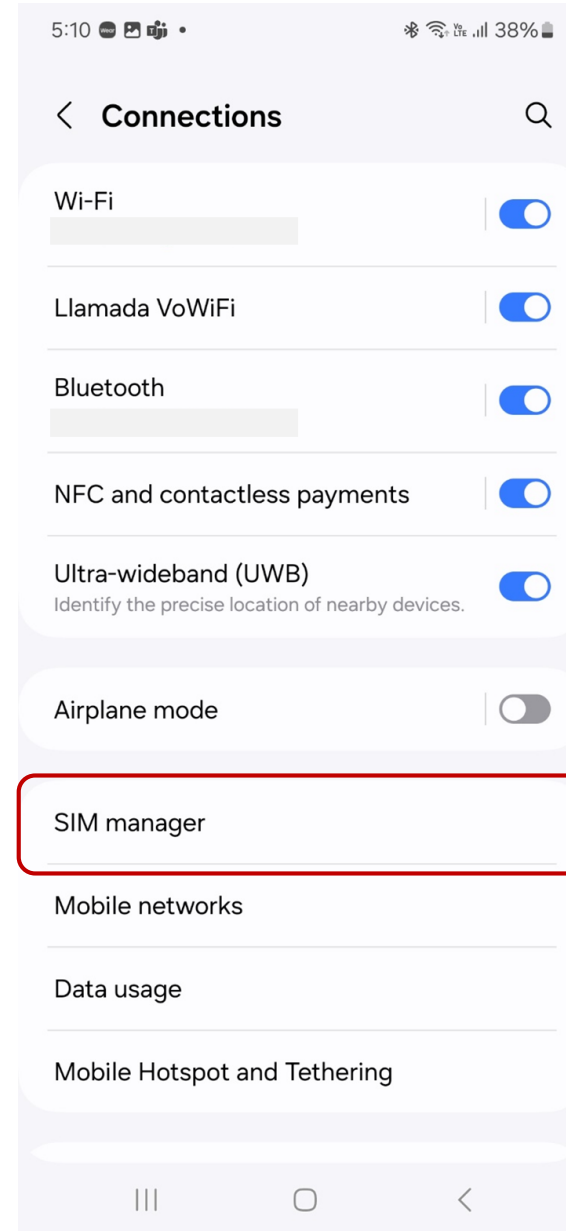 5:10 38%
Connections
Wi-Fi
Llamada VoWiFi
Bluetooth
NFC and contactless payments
Ultra-wideband (UWB)
Identify the precise location of nearby devices.
Airplane mode
SIM manager
Mobile networks
Data usage
Mobile Hotspot and Tethering